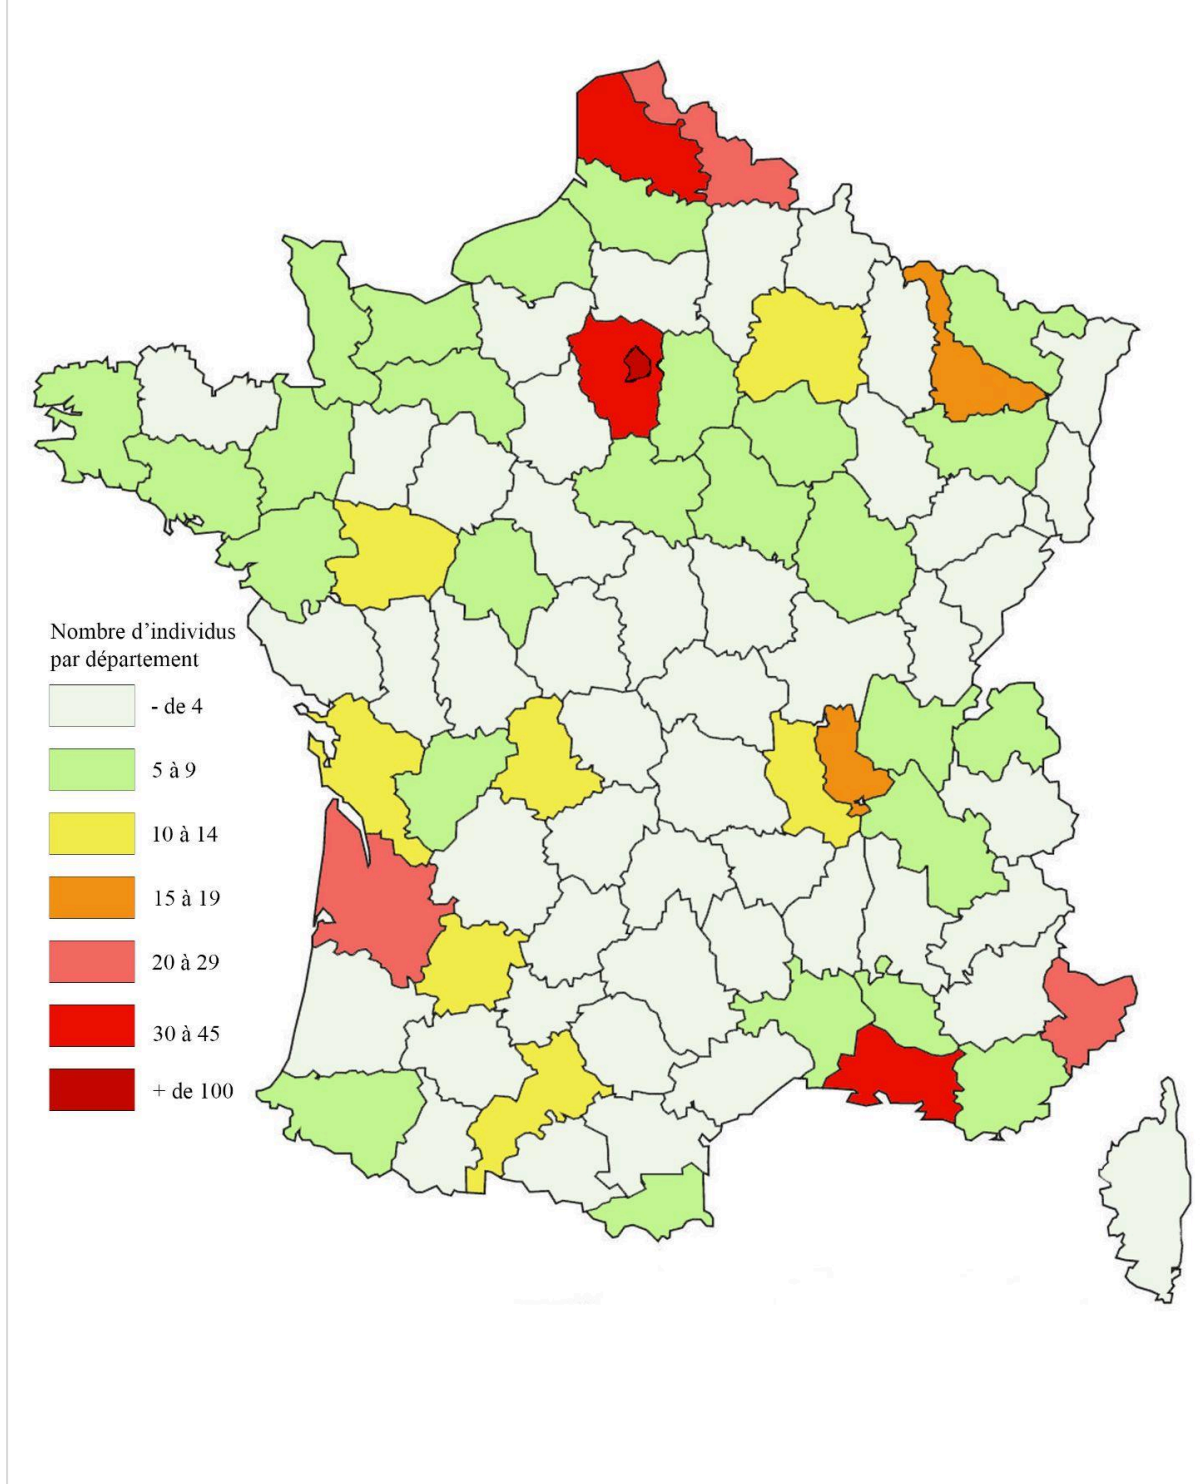 Nombre d’individus
par département
- de 4
5 à 9
10 à 14
15 à 19
20 à 29
30 à 45
+ de 100